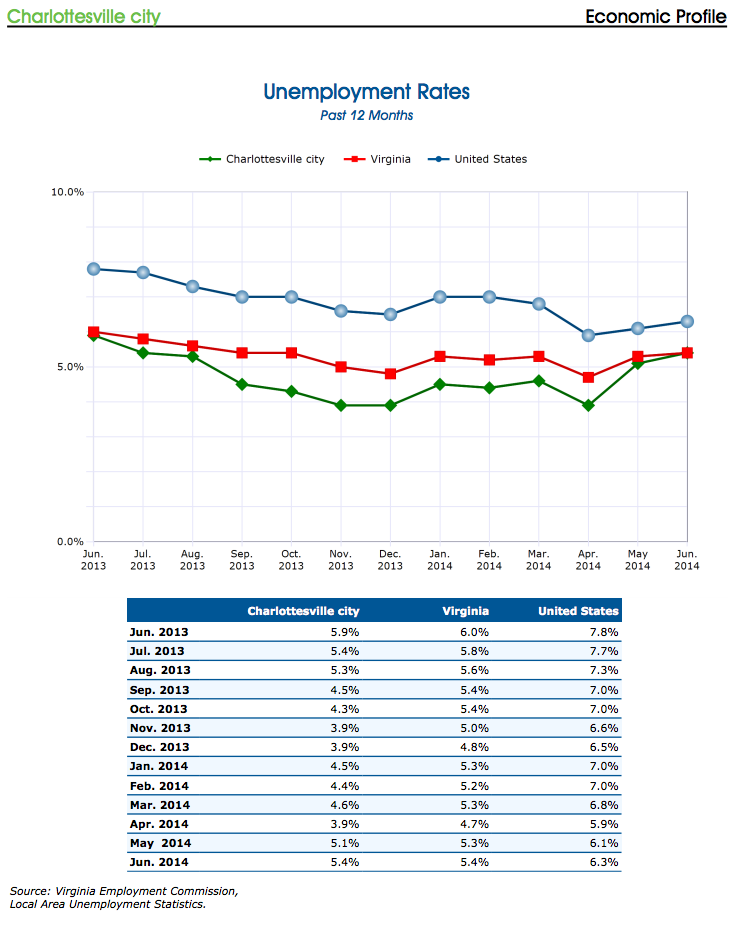 Charlottesville city Economic Profile
Unemployment Rates
Past 12 Months
Charlottesville city Virginia United States
10.0%
5.0%
0.0%
Jun. Jul. Aug. Sep. Oct. Nov. Dec. Jan. Feb. Mar. Apr. May Jun.
2013 2013 2013 2013 2013 2013 2013 2014 2014 2014 2014 2014 2014
Charlottesville city Virginia United States
Jun. 2013 5.9% 6.0% 7.8%
Jul. 2013 5.4% 5.8% 7.7%
Aug. 2013 5.3% 5.6% 7.3%
Sep. 2013 4.5% 5.4% 7.0%
Oct. 2013 4.3% 5.4% 7.0%
Nov. 2013 3.9% 5.0% 6.6%
Dec. 2013 3.9% 4.8% 6.5%
Jan. 2014 4.5% 5.3% 7.0%
Feb. 2014 4.4% 5.2% 7.0%
Mar. 2014 4.6% 5.3% 6.8%
Apr. 2014 3.9% 4.7% 5.9%
May 2014 5.1% 5.3% 6.1%
Jun. 2014 5.4% 5.4% 6.3%
Source: Virginia Employment Commission,
Local Area Unemployment Statistics.